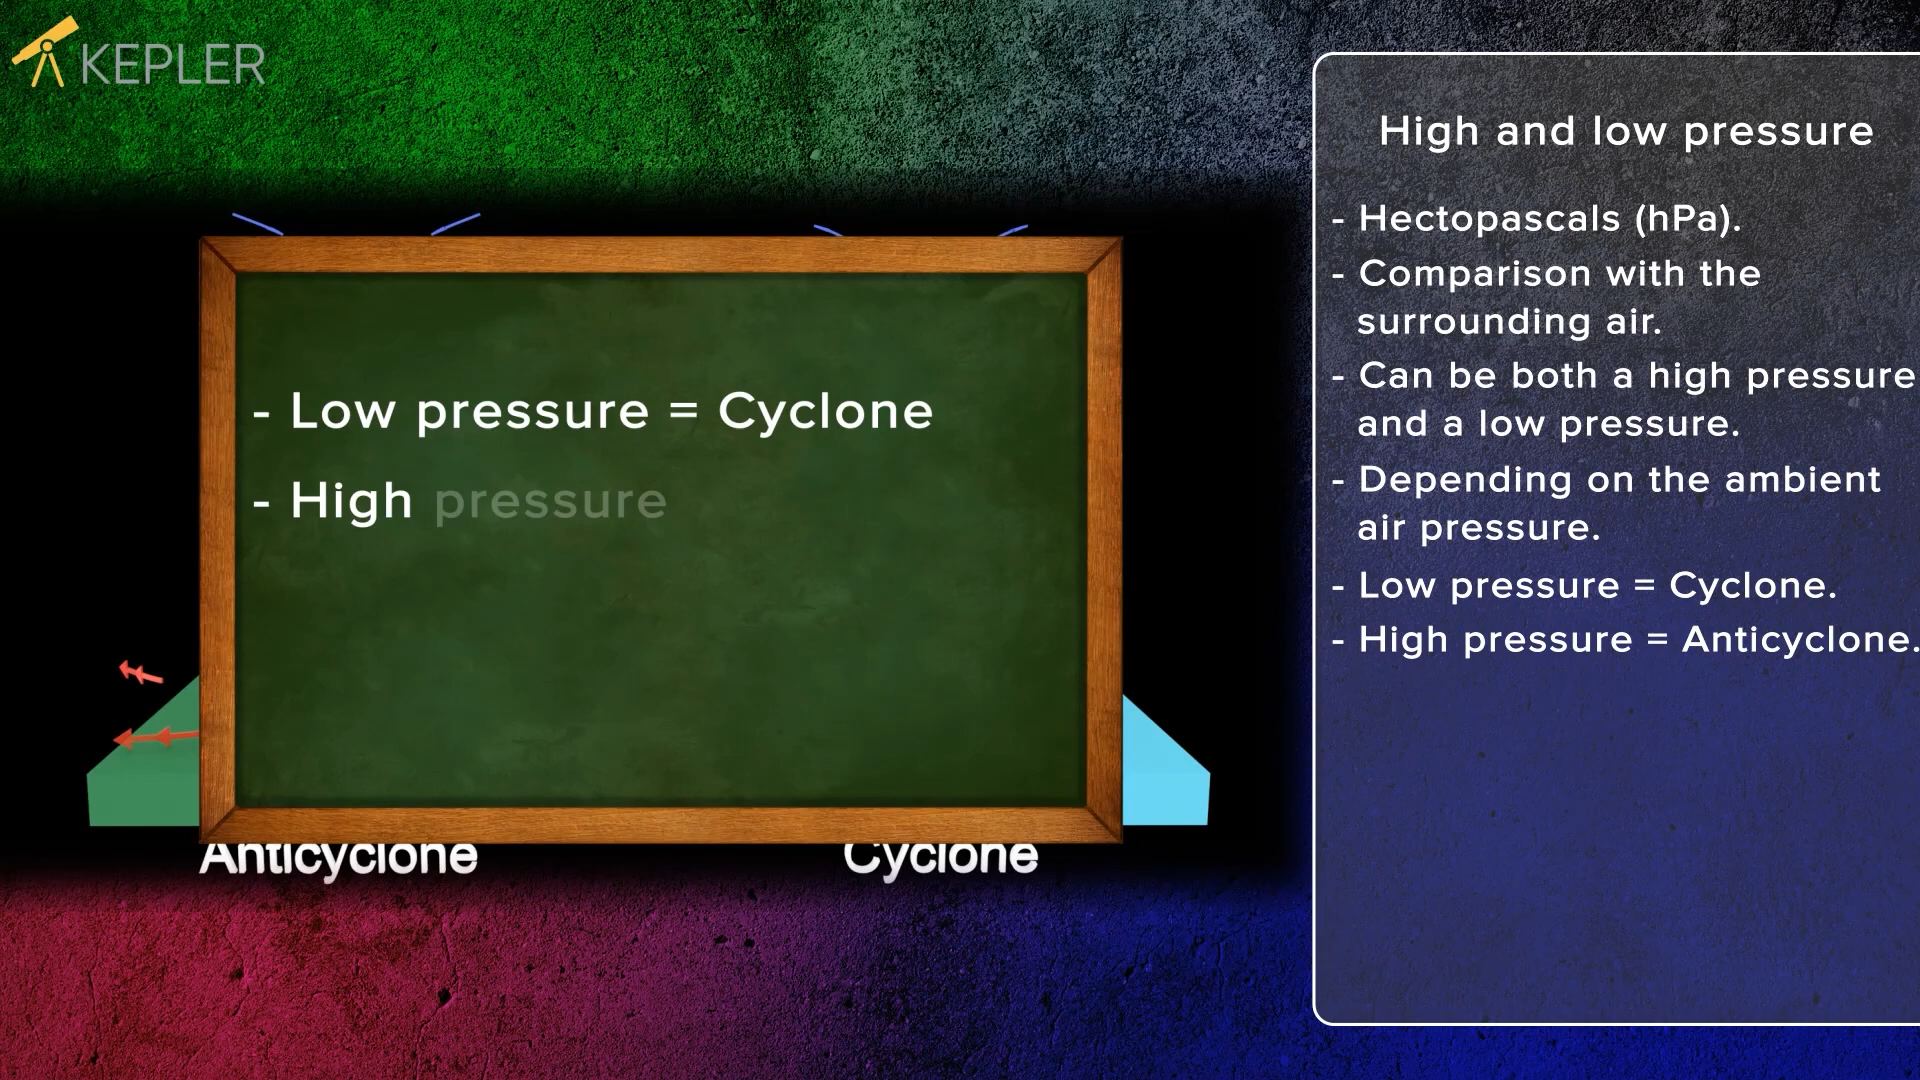 KEPLER
High and low pressure
- Hectopascals (hPa).
- Comparison with the
surrounding air.
- Can be both a high pressure
and a low pressure.
- Depending on the ambient
air pressure.
- Low pressure = Cyclone.
- High pressure = Anticyclone.
- Low pressure = Cyclone
- High pressure
Anticyclone
Cyclone